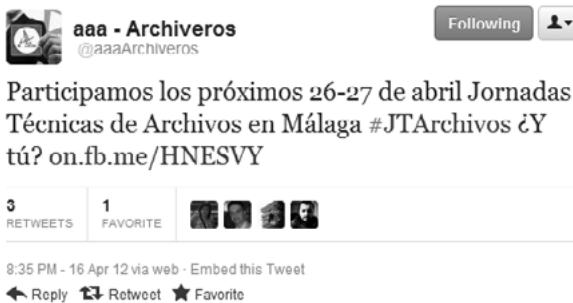 aaa - Archiveros
@aaaArchiveros
Following
Participamos los próximos 26-27 de abril Jornadas
Técnicas de Archivos en Málaga #JTArchivos ¿Y
tú? on.fb.me/HNESVY
3
RETWEETS
1
FAVORITE
8:35 PM - 16 Apr 12 via web · Embed this Tweet
Reply Retweet Favorite